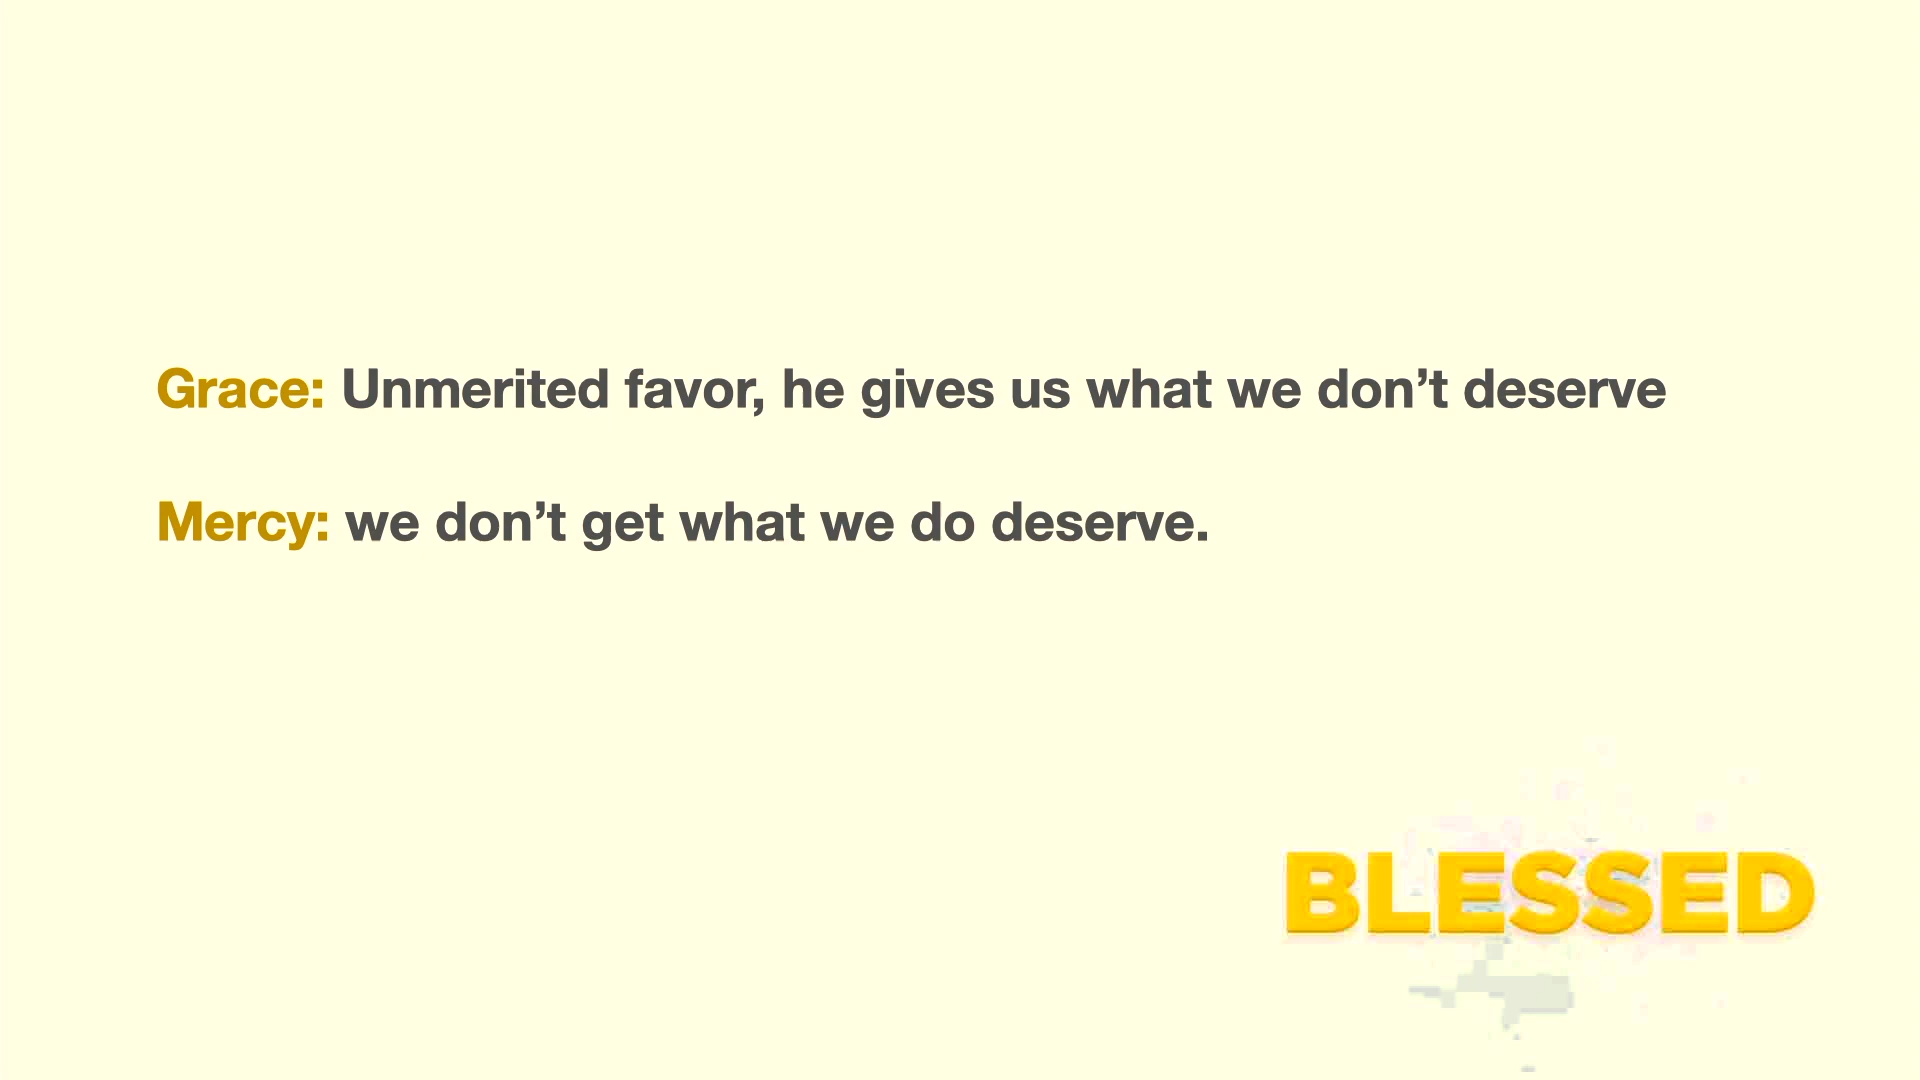 Grace: Unmerited favor, he gives us what we don’t deserve
Mercy: we don’t get what we do deserve.
BLESSED